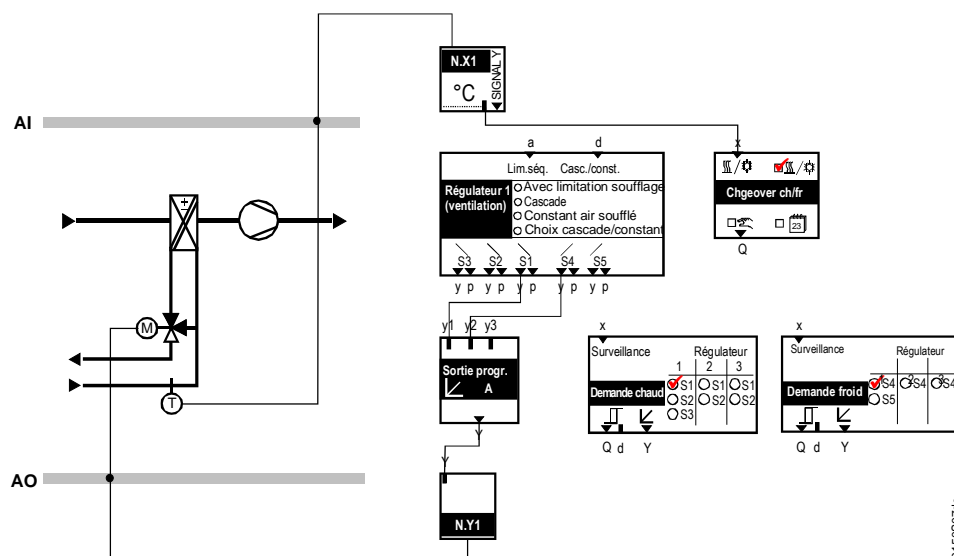 N.X1
SIGNAL Y
°C
AI
a d x
Lim.séq. Casc./const.
Régulateur 1
(ventilation)
Avec limitation soufflage
Cascade
Constant air soufflé
Choix cascade/constant
Chgeover ch/fr
23
Q
S3 S2 S1 S4 S5
y p y p y p y p y p
M
T
y1 y2 y3
Sortie progr.
A
Y
x
Surveillance Régulateur
1 2 3
Demande chaud
S1 S1 S1
S2 S2 S2
S3
Q d Y
x
Surveillance Régulateur
Demande froid
S4 S4 S4
S5
Q d Y
AO
Y
N.Y1